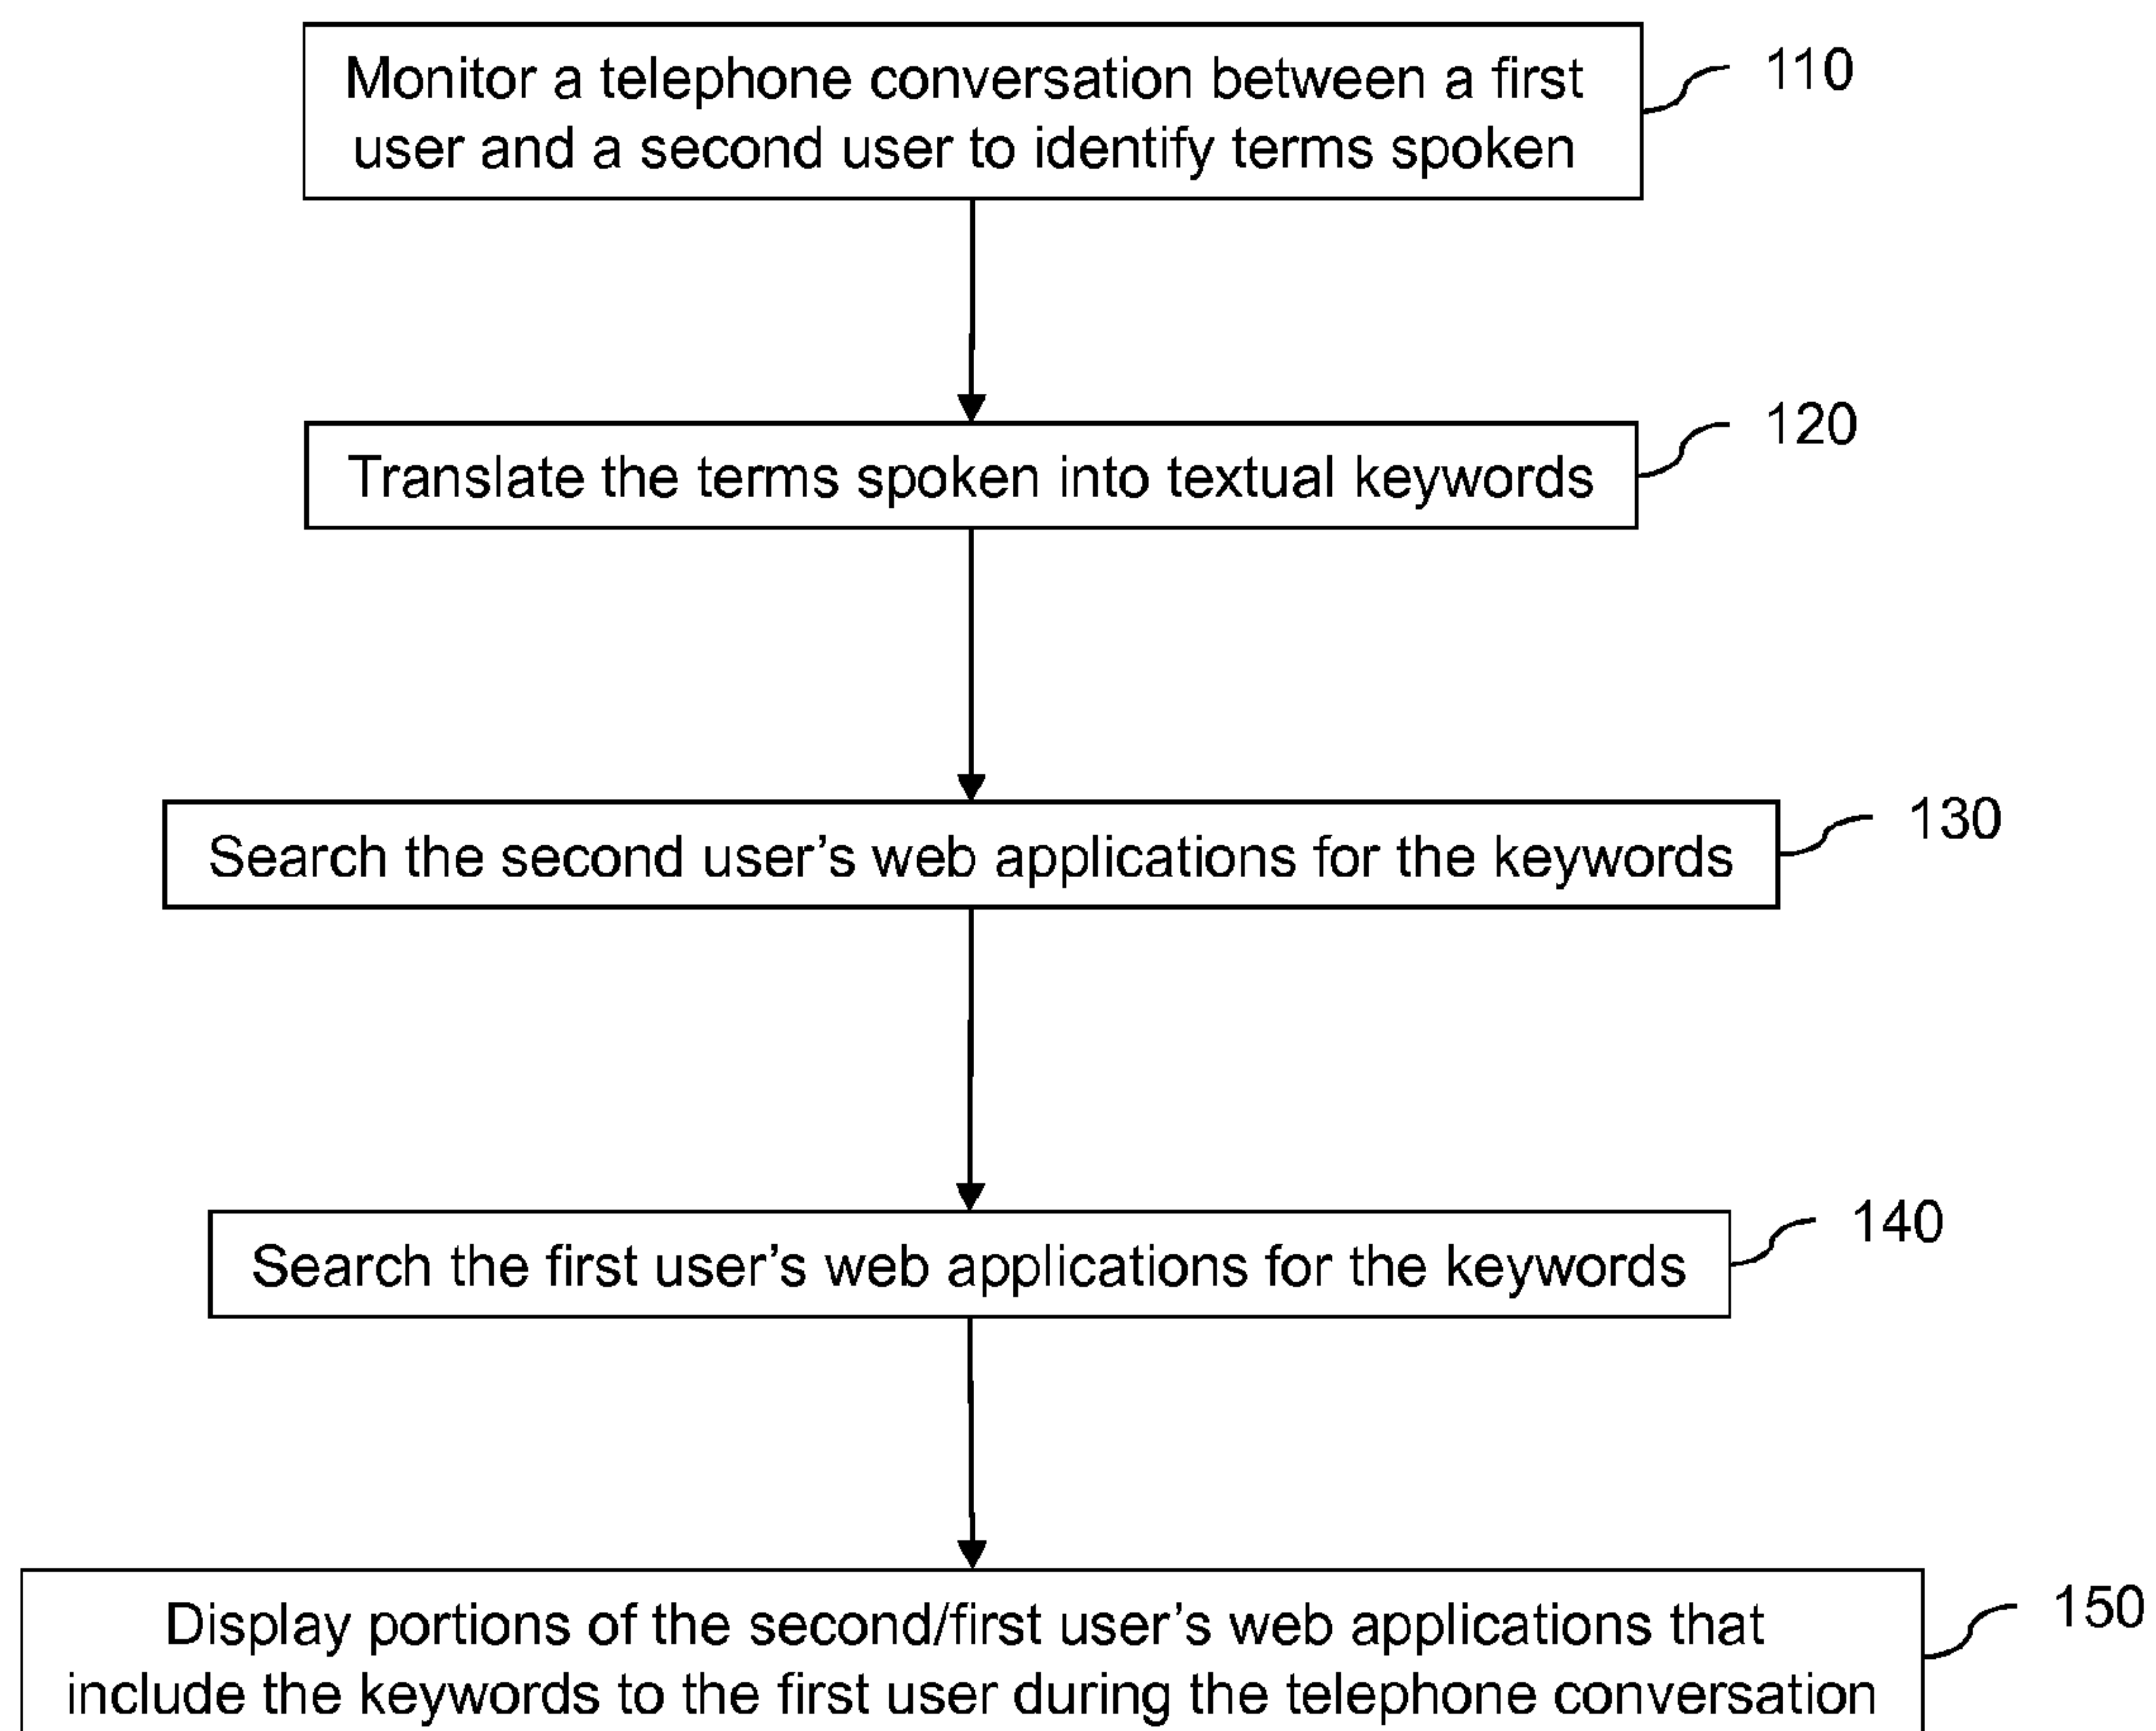 Monitor a telephone conversation between a first
user and a second user to identify terms spoken
110
Translate the terms spoken into textual keywords
120
Search the second user’s web applications for the keywords
130
Search the first user’s web applications for the keywords
140
Display portions of the second/first user’s web applications that
include the keywords to the first user during the telephone conversation
150